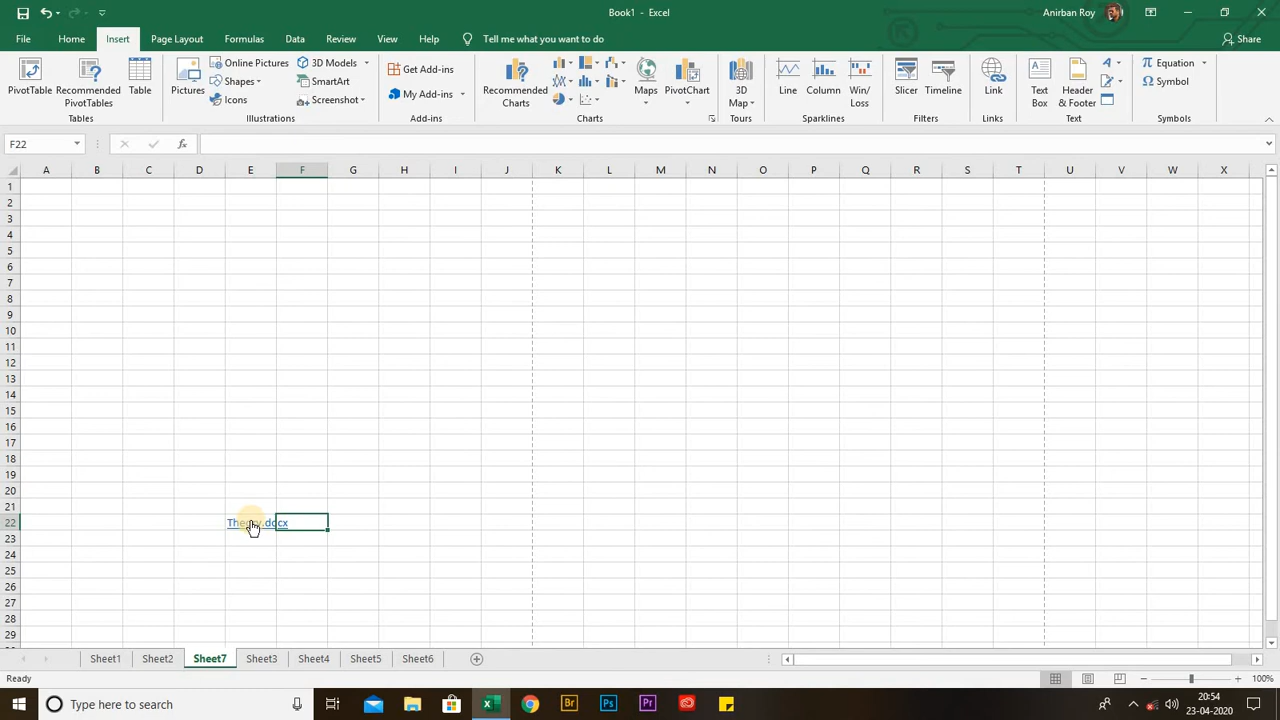 Book1 - Excel
Anirban Roy
File Home Insert Page Layout Formulas Data Review View Help Tell me what you want to do
Share
PivotTable
Recommended PivotTables
Table
Tables
Pictures
Online Pictures
Shapes
Icons
3D Models
SmartArt
Screenshot
Illustrations
Get Add-ins
My Add-ins
Add-ins
Recommended Charts
Maps
PivotChart
Charts
3D Map
Tours
Line
Column
Win/Loss
Sparklines
Slicer
Timeline
Filters
Link
Links
Text Box
Header & Footer
Text
Equation
Symbol
Symbols
F22
fx
A B C D E F G H I J K L M N O P Q R S T U V W X
1
2
3
4
5
6
7
8
9
10
11
12
13
14
15
16
17
18
19
20
21
22
23
24
25
26
27
28
29
Sheet1 Sheet2 Sheet7 Sheet3 Sheet4 Sheet5 Sheet6
Ready
100%
Type here to search
Br Ps Pr
20:54
23-04-2020